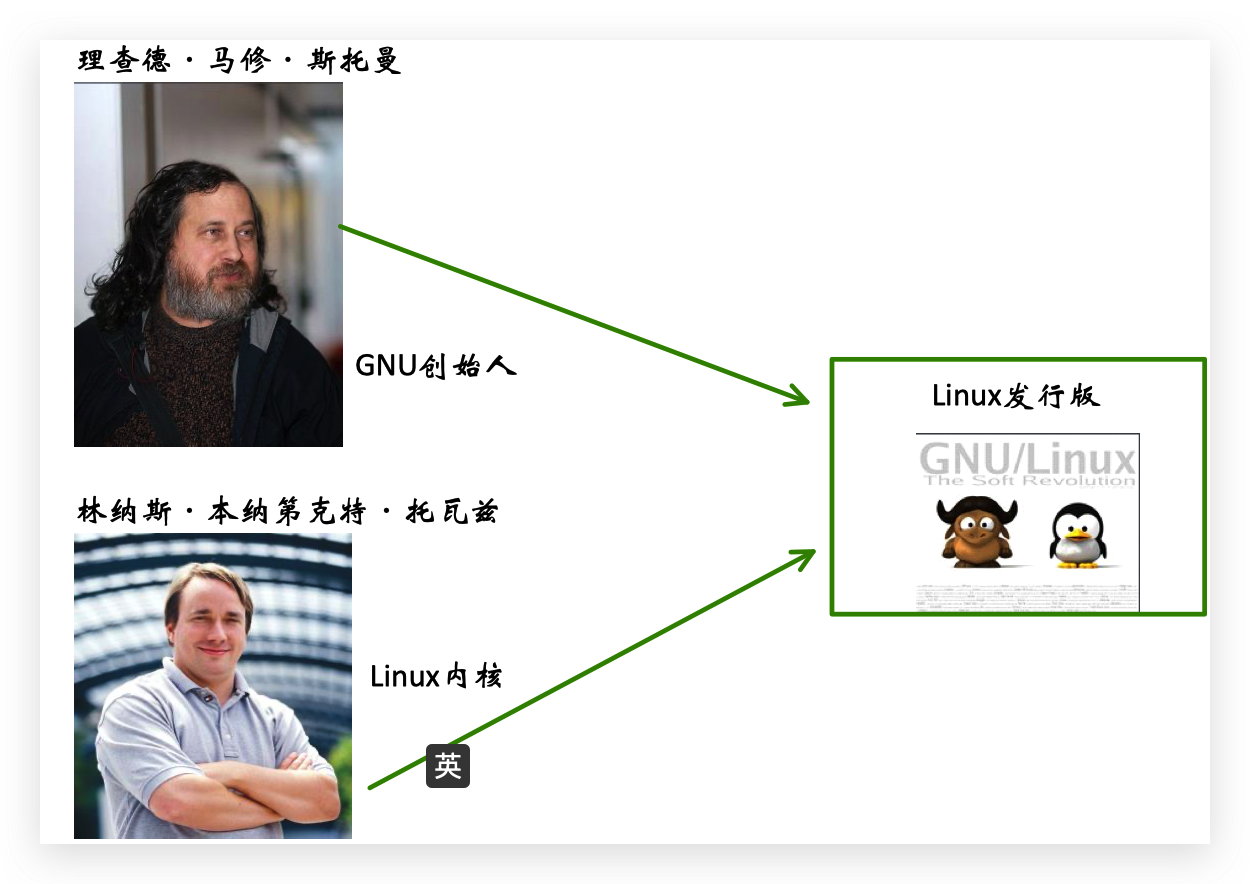 理查德·马修·斯托曼
GNU创始人
Linux发行版
GNU/Linux
The Soft Revolution
林纳斯·本纳第克特·托瓦兹
Linux内核
英